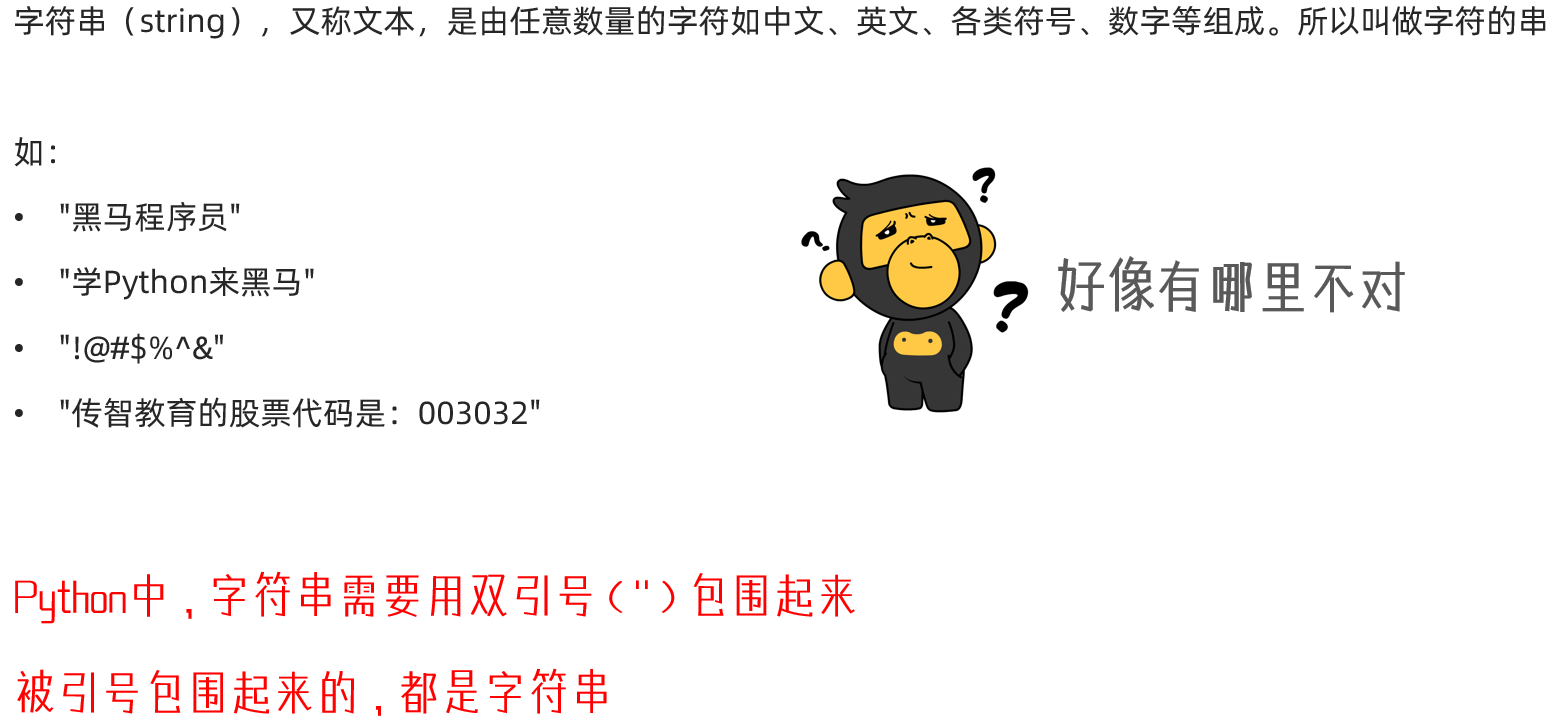 字符串（string），又称文本，是由任意数量的字符如中文、英文、各类符号、数字等组成。所以叫做字符的串
如：
• "黑马程序员"
• "学Python来黑马"
• "!@#$%^&"
• "传智教育的股票代码是：003032"
? ? ?
好像有哪里不对
Python中，字符串需要用双引号（"）包围起来
被引号包围起来的，都是字符串